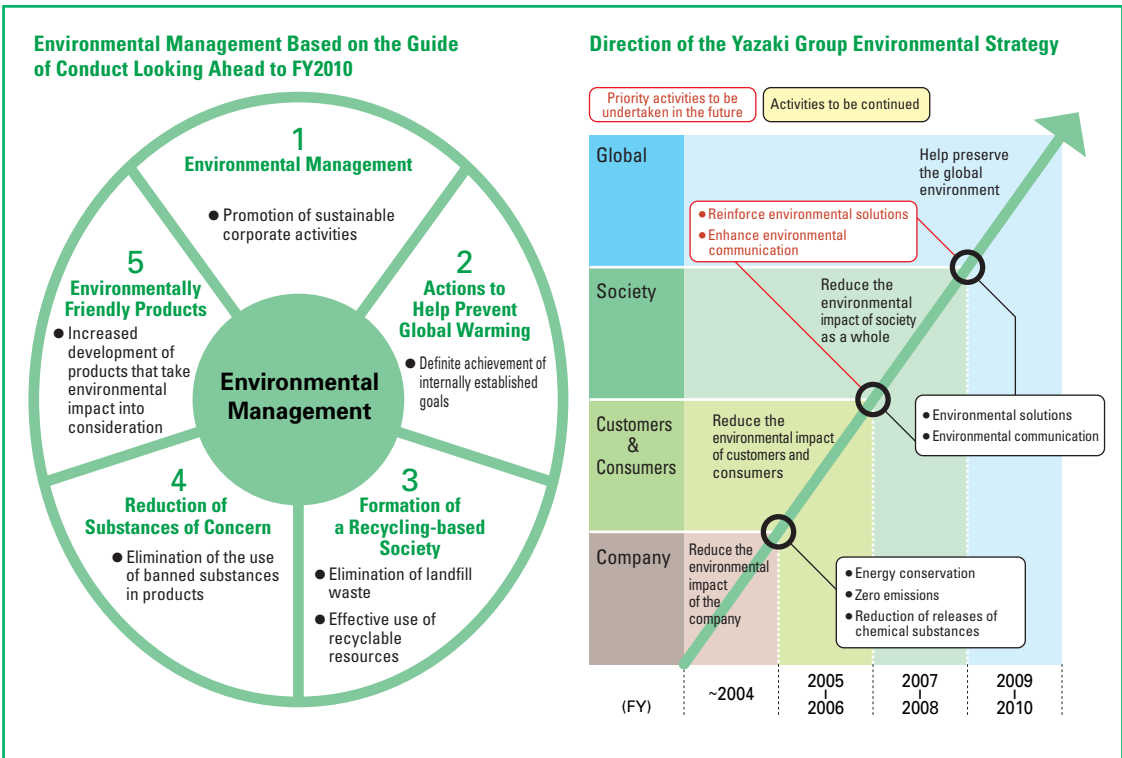 Environmental Management Based on the Guide
of Conduct Looking Ahead to FY2010
1
Environmental Management
● Promotion of sustainable
corporate activities
2
Actions to
Help Prevent
Global Warming
● Definite achievement of
internally established
goals
3
Formation of
a Recycling-based
Society
● Elimination of landfill
waste
● Effective use of
recyclable
resources
4
Reduction of
Substances of Concern
● Elimination of the use
of banned substances
in products
5
Environmentally
Friendly Products
● Increased
development of
products that take
environmental
impact into
consideration
Environmental
Management
Direction of the Yazaki Group Environmental Strategy
Priority activities to be
undertaken in the future
Activities to be continued
Global
Help preserve
the global
environment
● Reinforce environmental solutions
● Enhance environmental
communication
Society
Reduce the
environmental
impact of society
as a whole
Customers
&
Consumers
Reduce the
environmental impact
of customers and
consumers
● Environmental solutions
● Environmental communication
Company
Reduce the
environmental
impact
of the
company
● Energy conservation
● Zero emissions
● Reduction of releases of
chemical substances
(FY)
~2004
2005
|
2006
2007
|
2008
2009
|
2010